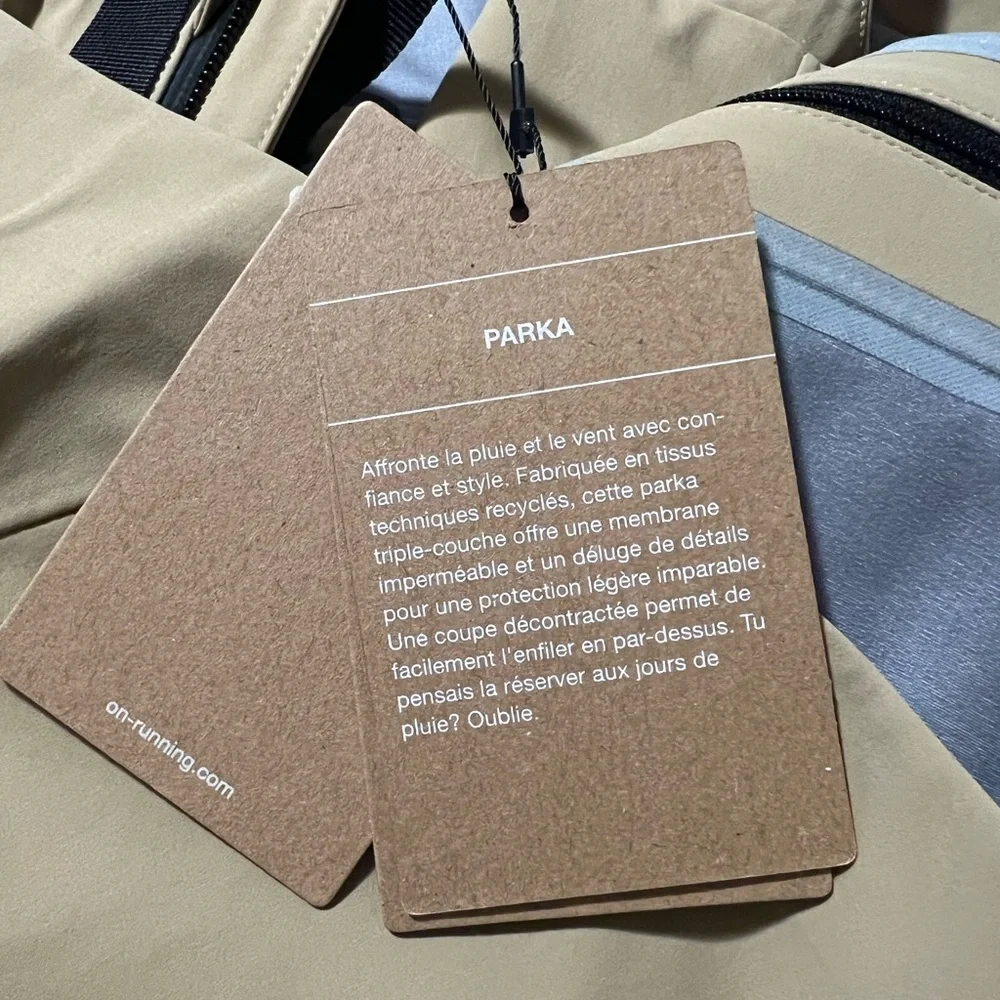 PARKA
Affronte la pluie et le vent avec con-
fiance et style. Fabriquée en tissus
techniques recyclés, cette parka
triple-couche offre une membrane
imperméable et un déluge de détails
pour une protection légère imparable.
Une coupe décontractée permet de
facilement l'enfiler en par-dessus. Tu
pensais la réserver aux jours de
pluie? Oublie.
on-running.com